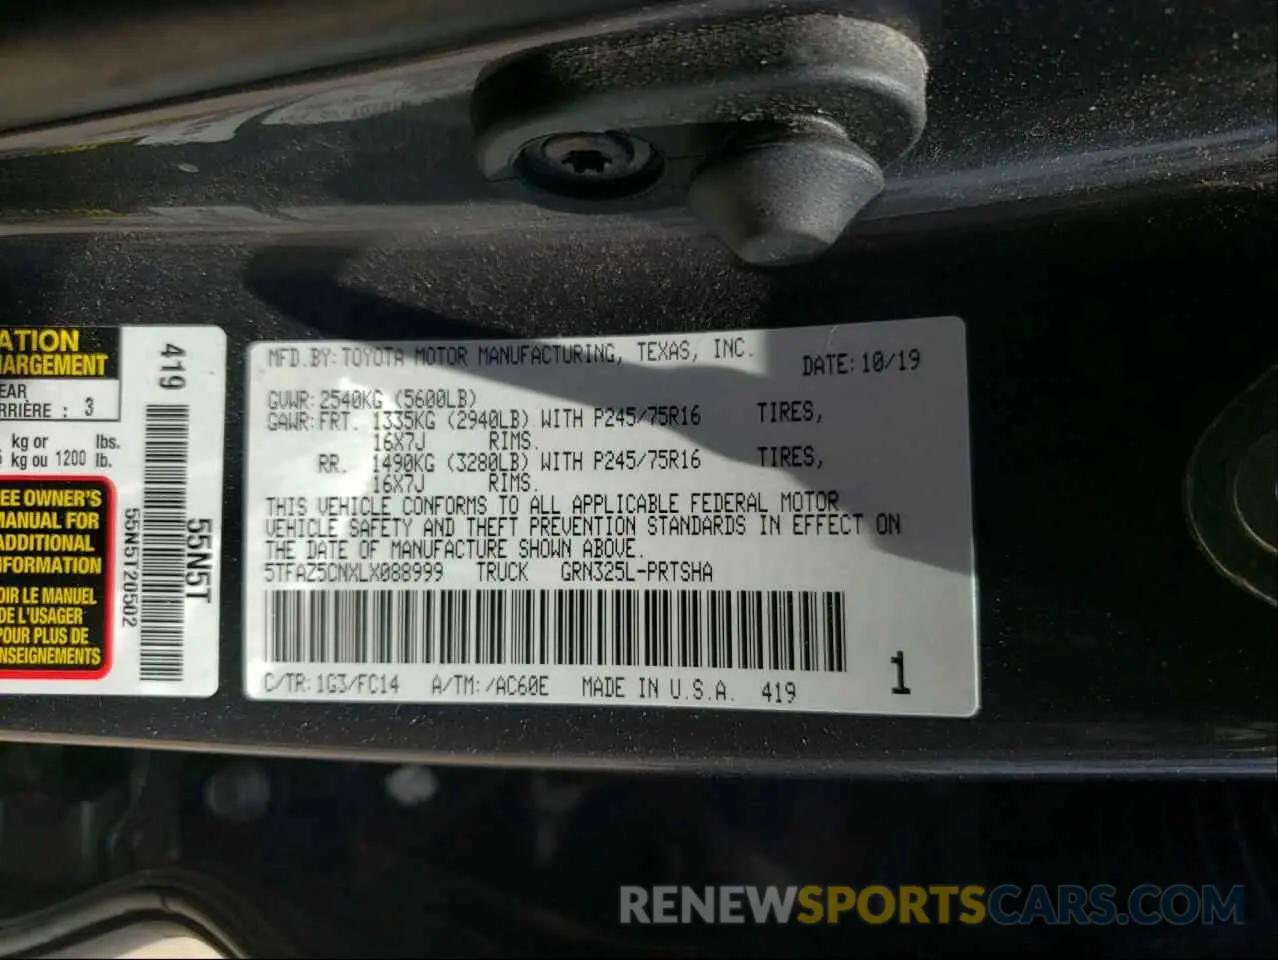 ATION
HARGEMENT
EAR
RRIÈRE : 3
kg or lbs.
kg ou 1200 lb.
EE OWNER'S
MANUAL FOR
ADDITIONAL
NFORMATION
OIR LE MANUEL
DE L'USAGER
POUR PLUS DE
NSEIGNEMENTS
419
55N5T
55N5T20502
MFD.BY: TOYOTA MOTOR MANUFACTURING, TEXAS, INC. DATE: 10/19
GVWR: 2540KG (5600LB)
GAWR: FRT. 1335KG (2940LB) WITH P245/75R16 TIRES,
16X7J RIMS.
RR. 1490KG (3280LB) WITH P245/75R16 TIRES,
16X7J RIMS.
THIS VEHICLE CONFORMS TO ALL APPLICABLE FEDERAL MOTOR
VEHICLE SAFETY AND THEFT PREVENTION STANDARDS IN EFFECT ON
THE DATE OF MANUFACTURE SHOWN ABOVE.
5TFAZ5CNXLX088999 TRUCK GRN325L-PRTSHA
C/TR: 1G3/FC14 A/TM: /AC60E MADE IN U.S.A. 419 1
RENEWSPORTSCARS.COM